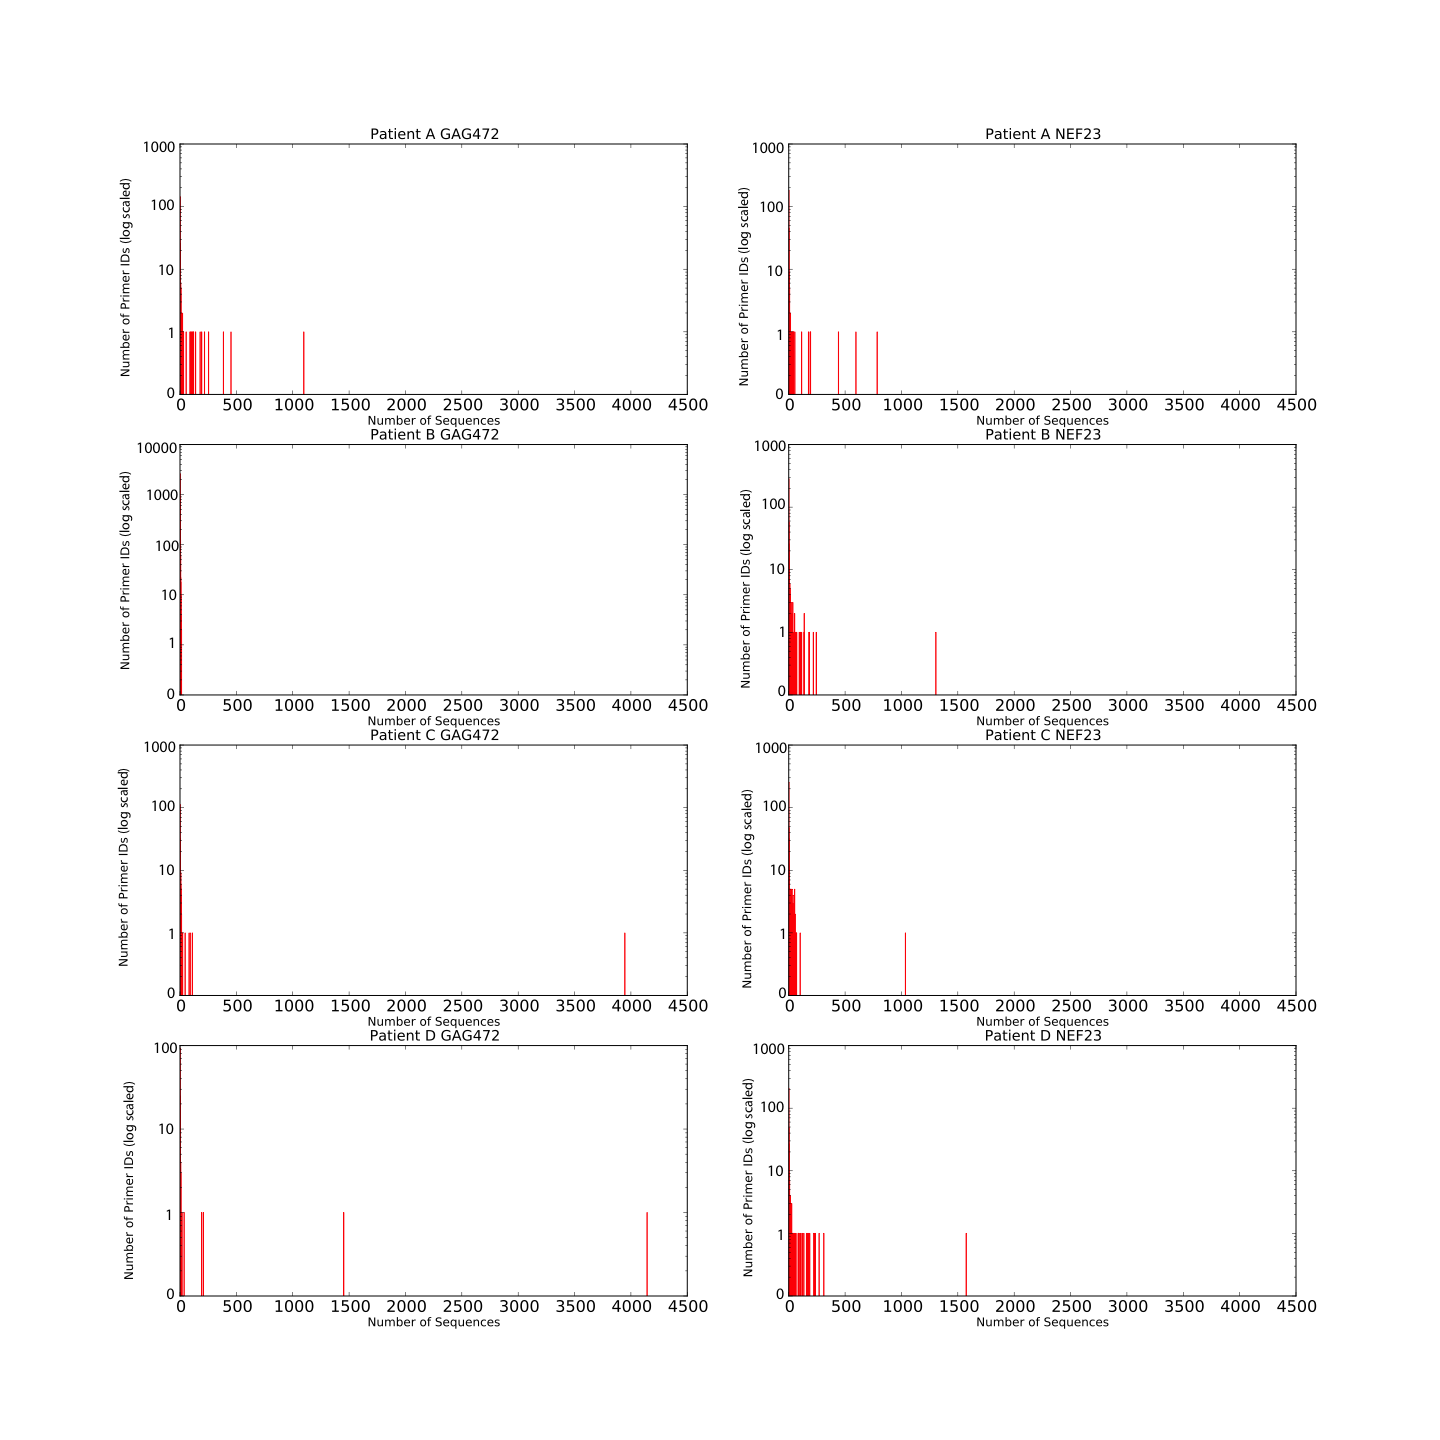 Patient A GAG472
Number of Primer IDs (log scaled)
1000
100
10
1
0
0 500 1000 1500 2000 2500 3000 3500 4000 4500
Number of Sequences
Patient A NEF23
Number of Primer IDs (log scaled)
1000
100
10
1
0
0 500 1000 1500 2000 2500 3000 3500 4000 4500
Number of Sequences
Patient B GAG472
Number of Primer IDs (log scaled)
10000
1000
100
10
1
0
0 500 1000 1500 2000 2500 3000 3500 4000 4500
Number of Sequences
Patient B NEF23
Number of Primer IDs (log scaled)
1000
100
10
1
0
0 500 1000 1500 2000 2500 3000 3500 4000 4500
Number of Sequences
Patient C GAG472
Number of Primer IDs (log scaled)
1000
100
10
1
0
0 500 1000 1500 2000 2500 3000 3500 4000 4500
Number of Sequences
Patient C NEF23
Number of Primer IDs (log scaled)
1000
100
10
1
0
0 500 1000 1500 2000 2500 3000 3500 4000 4500
Number of Sequences
Patient D GAG472
Number of Primer IDs (log scaled)
100
10
1
0
0 500 1000 1500 2000 2500 3000 3500 4000 4500
Number of Sequences
Patient D NEF23
Number of Primer IDs (log scaled)
1000
100
10
1
0
0 500 1000 1500 2000 2500 3000 3500 4000 4500
Number of Sequences